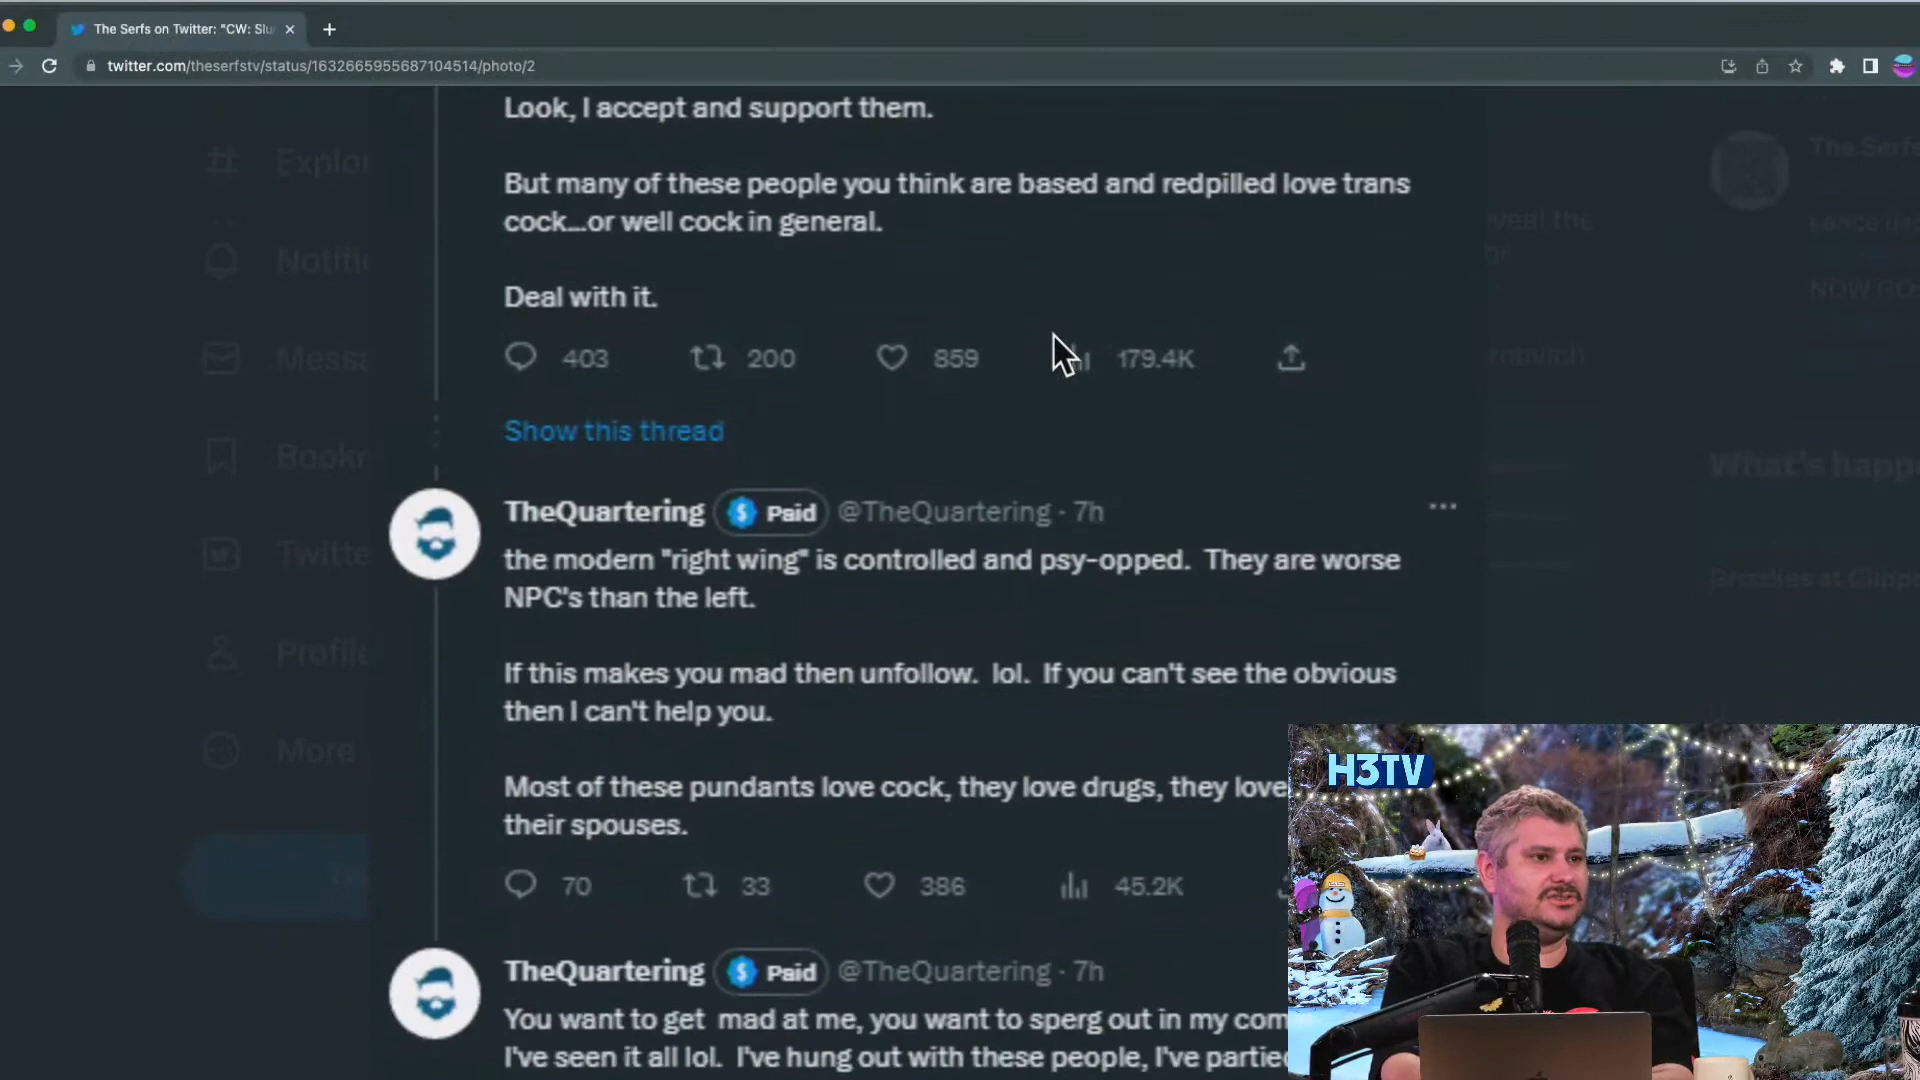 The Serfs on Twitter: "CW: Slu
twitter.com/theserfstv/status/1632665955687104514/photo/2
Look, I accept and support them.
But many of these people you think are based and redpilled love trans
cock...or well cock in general.
Deal with it.
403 200 859 179.4K
Show this thread
TheQuartering Paid @TheQuartering · 7h
the modern "right wing" is controlled and psy-opped. They are worse
NPC's than the left.
If this makes you mad then unfollow. lol. If you can't see the obvious
then I can't help you.
Most of these pundants love cock, they love drugs, they love
their spouses.
70 33 386 45.2K
TheQuartering Paid @TheQuartering · 7h
You want to get mad at me, you want to sperg out in my com
I've seen it all lol. I've hung out with these people, I've partied
Explor
Notific
Messa
Bookr
Twitte
Profile
More
The Serfs
What's happe
H3TV